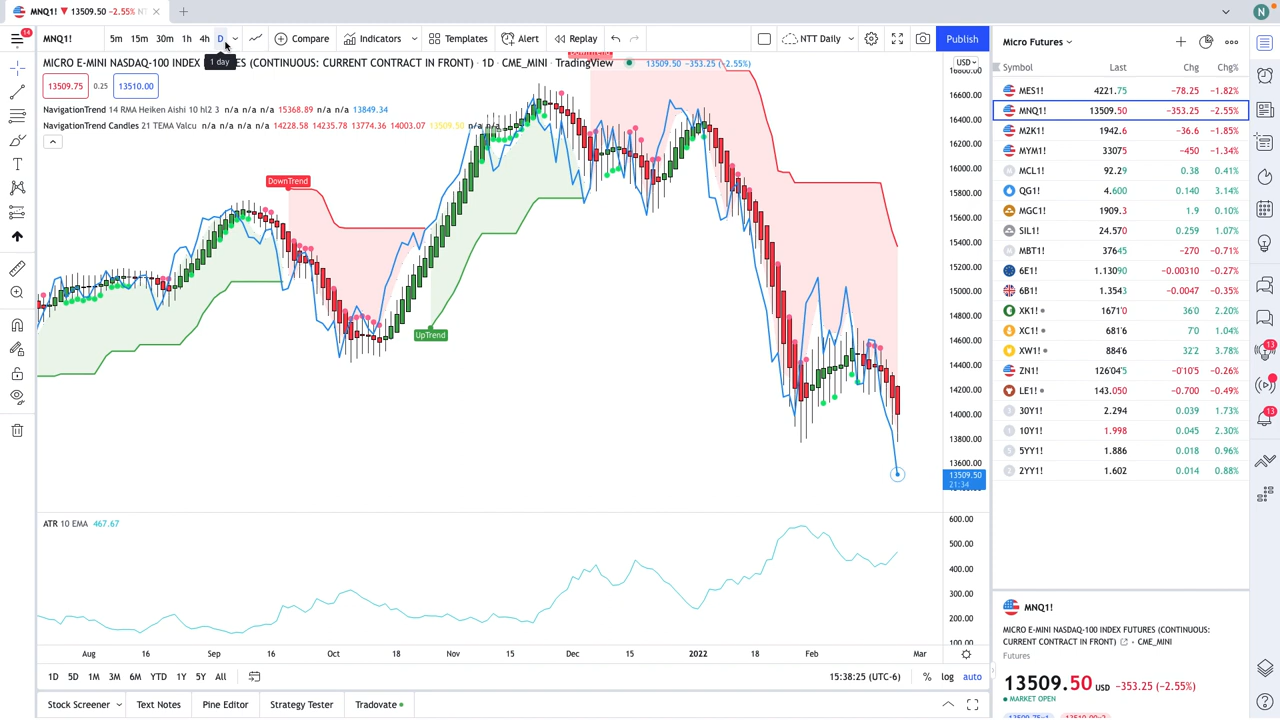 MNQ1! ▼ 13509.50 −2.55% NT
N
14
MNQ1!
5m 15m 30m 1h 4h D
Compare
Indicators
Templates
Alert
Replay
NTT Daily
Publish
1 day
MICRO E-MINI NASDAQ-100 INDEX ES (CONTINUOUS: CURRENT CONTRACT IN FRONT) · 1D · CME_MINI · TradingView
13509.50 −353.25 (−2.55%)
13509.75 0.25 13510.00
NavigationTrend 14 RMA Heiken Aishi 10 hl2 3 n/a n/a n/a 15368.89 n/a n/a 13849.34
NavigationTrend Candles 21 TEMA Valcu n/a n/a n/a n/a 14228.58 14235.78 13774.36 14003.07 13509.50 n/a n/a
DownTrend
DownTrend
UpTrend
USD
16800.00
16600.00
16400.00
16200.00
16000.00
15800.00
15600.00
15400.00
15200.00
15000.00
14800.00
14600.00
14400.00
14200.00
14000.00
13800.00
13600.00
13509.50
21:34
ATR 10 EMA 467.67
600.00
500.00
400.00
300.00
200.00
100.00
Aug 16 Sep 16 Oct 18 Nov 15 Dec 15 2022 18 Feb Mar
1D 5D 1M 3M 6M YTD 1Y 5Y All
15:38:25 (UTC-6) % log auto
Stock Screener Text Notes Pine Editor Strategy Tester Tradovate
Micro Futures
Symbol Last Chg Chg%
MES1! 4221.75 −78.25 −1.82%
MNQ1! 13509.50 −353.25 −2.55%
M2K1! 1942.6 −36.6 −1.85%
MYM1! 33075 −450 −1.34%
MCL1! 92.29 0.38 0.41%
QG1! 4.600 0.140 3.14%
MGC1! 1909.3 1.9 0.10%
SIL1! 24.570 0.259 1.07%
MBT1! 37645 −270 −0.71%
6E1! 1.13090 −0.00310 −0.27%
6B1! 1.3543 −0.0047 −0.35%
XK1! 1671'0 36'0 2.20%
XC1! 681'6 7'0 1.04%
XW1! 884'6 32'2 3.78%
ZN1! 126'04'5 −0'10'5 −0.26%
LE1! 143.050 −0.700 −0.49%
30Y1! 2.294 0.039 1.73%
10Y1! 1.998 0.045 2.30%
5YY1! 1.886 0.018 0.96%
2YY1! 1.602 0.014 0.88%
13
13
MNQ1!
MICRO E-MINI NASDAQ-100 INDEX FUTURES (CONTINUOUS:
CURRENT CONTRACT IN FRONT) · CME_MINI
Futures
13509.50 USD −353.25 (−2.55%)
MARKET OPEN